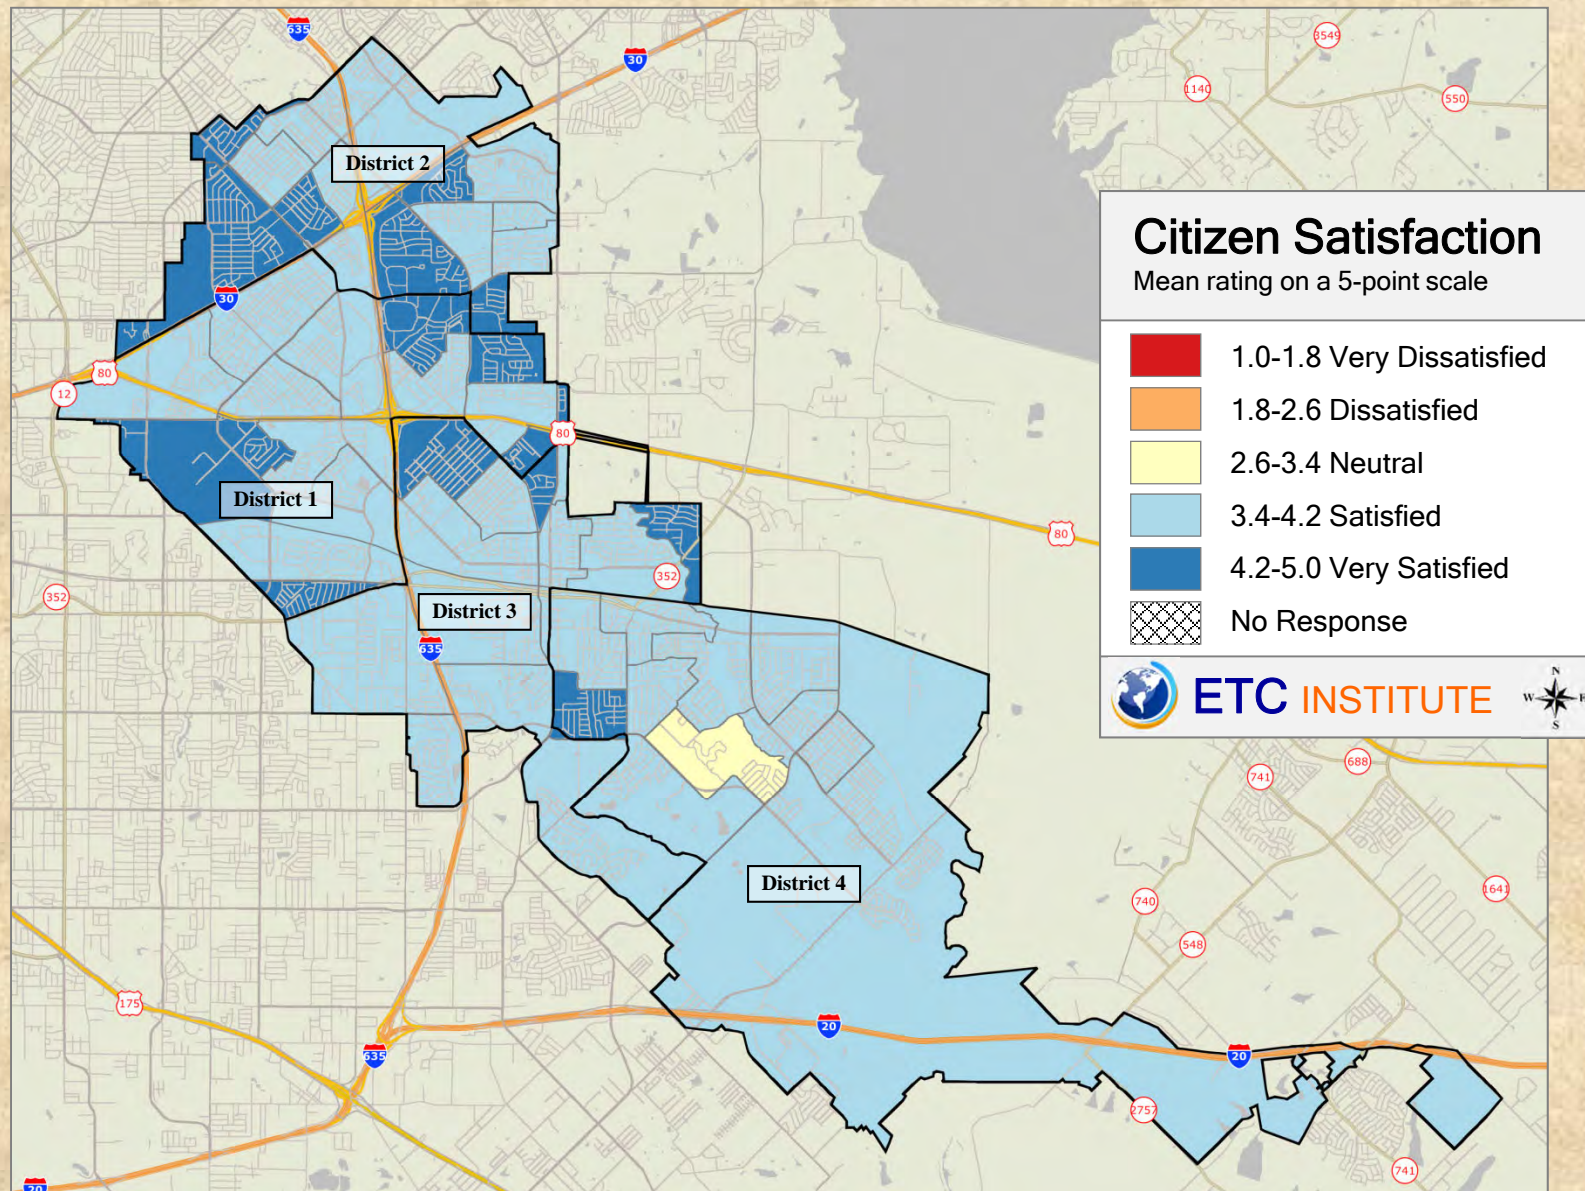 635
30
3549
1140
550
District 2
Citizen Satisfaction
Mean rating on a 5-point scale
30
1.0-1.8 Very Dissatisfied
80
12
1.8-2.6 Dissatisfied
80
2.6-3.4 Neutral
District 1
3.4-4.2 Satisfied
80
352
4.2-5.0 Very Satisfied
352
District 3
No Response
635
ETC INSTITUTE
N
W E
S
741
688
District 4
1641
740
548
175
20
635
20
2757
741
20